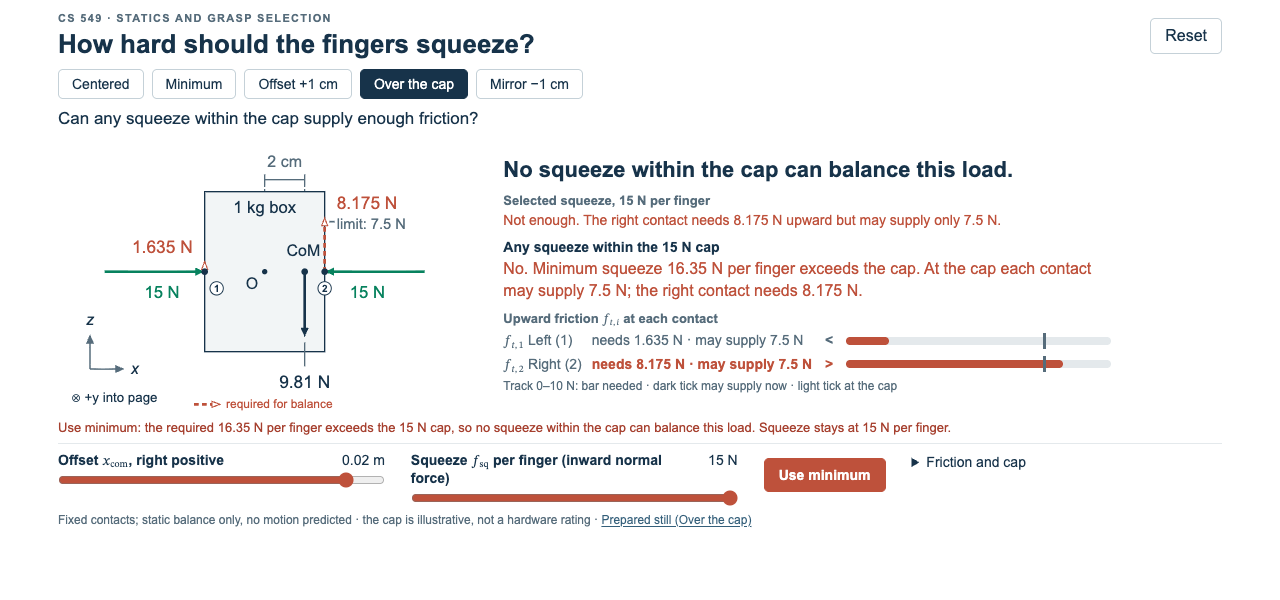 CS 549 · STATICS AND GRASP SELECTION
How hard should the fingers squeeze?
Reset
Centered
Minimum
Offset +1 cm
Over the cap
Mirror −1 cm
Can any squeeze within the cap supply enough friction?
2 cm
1 kg box
8.175 N
limit: 7.5 N
1.635 N
CoM
O
15 N
1
2
15 N
z
x
9.81 N
⊗ +y into page
required for balance
No squeeze within the cap can balance this load.
Selected squeeze, 15 N per finger
Not enough. The right contact needs 8.175 N upward but may supply only 7.5 N.
Any squeeze within the 15 N cap
No. Minimum squeeze 16.35 N per finger exceeds the cap. At the cap each contact
may supply 7.5 N; the right contact needs 8.175 N.
Upward friction f_{t,i} at each contact
f_{t,1} Left (1) needs 1.635 N · may supply 7.5 N <
f_{t,2} Right (2) needs 8.175 N · may supply 7.5 N >
Track 0–10 N: bar needed · dark tick may supply now · light tick at the cap
Use minimum: the required 16.35 N per finger exceeds the 15 N cap, so no squeeze within the cap can balance this load. Squeeze stays at 15 N per finger.
Offset x_{com}, right positive 0.02 m
Squeeze f_{sq} per finger (inward normal
force)
15 N
Use minimum
▶ Friction and cap
Fixed contacts; static balance only, no motion predicted · the cap is illustrative, not a hardware rating · Prepared still (Over the cap)